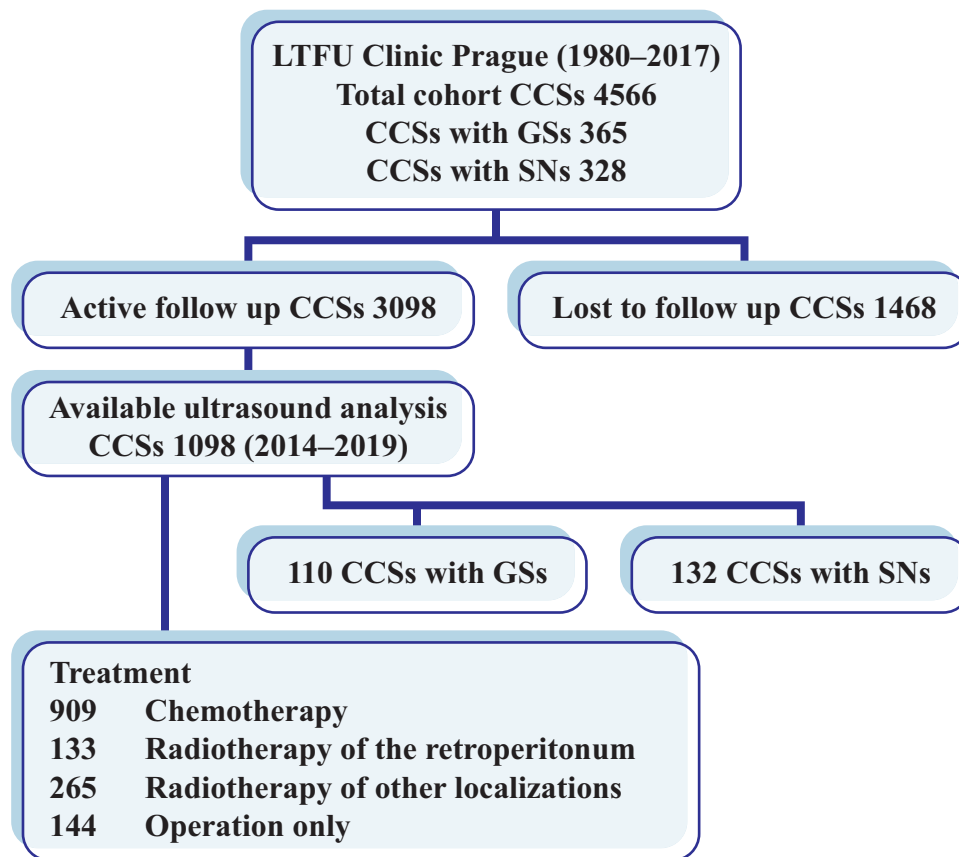 LTFU Clinic Prague (1980–2017)
Total cohort CCSs 4566
CCSs with GSs 365
CCSs with SNs 328
Active follow up CCSs 3098
Lost to follow up CCSs 1468
Available ultrasound analysis
CCSs 1098 (2014–2019)
110 CCSs with GSs
132 CCSs with SNs
Treatment
909 Chemotherapy
133 Radiotherapy of the retroperitonum
265 Radiotherapy of other localizations
144 Operation only